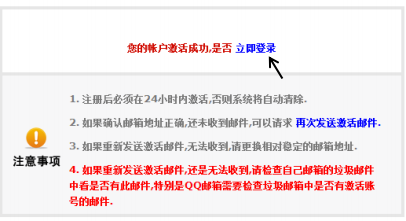 您的帐户激活成功,是否 立即登录
1. 注册后必须在24小时内激活,否则系统将自动清除.
2. 如果确认邮箱地址正确,还未收到邮件,可以请求 再次发送激活邮件.
注意事项
3. 如果重新发送激活邮件,无法收到,请更换相对稳定的邮箱地址.
4. 如果重新发送激活邮件,还是无法收到,请检查自己邮箱的垃圾邮件
中看是否有此邮件,特别是QQ邮箱需要检查垃圾邮箱中是否有激活账
号的邮件.